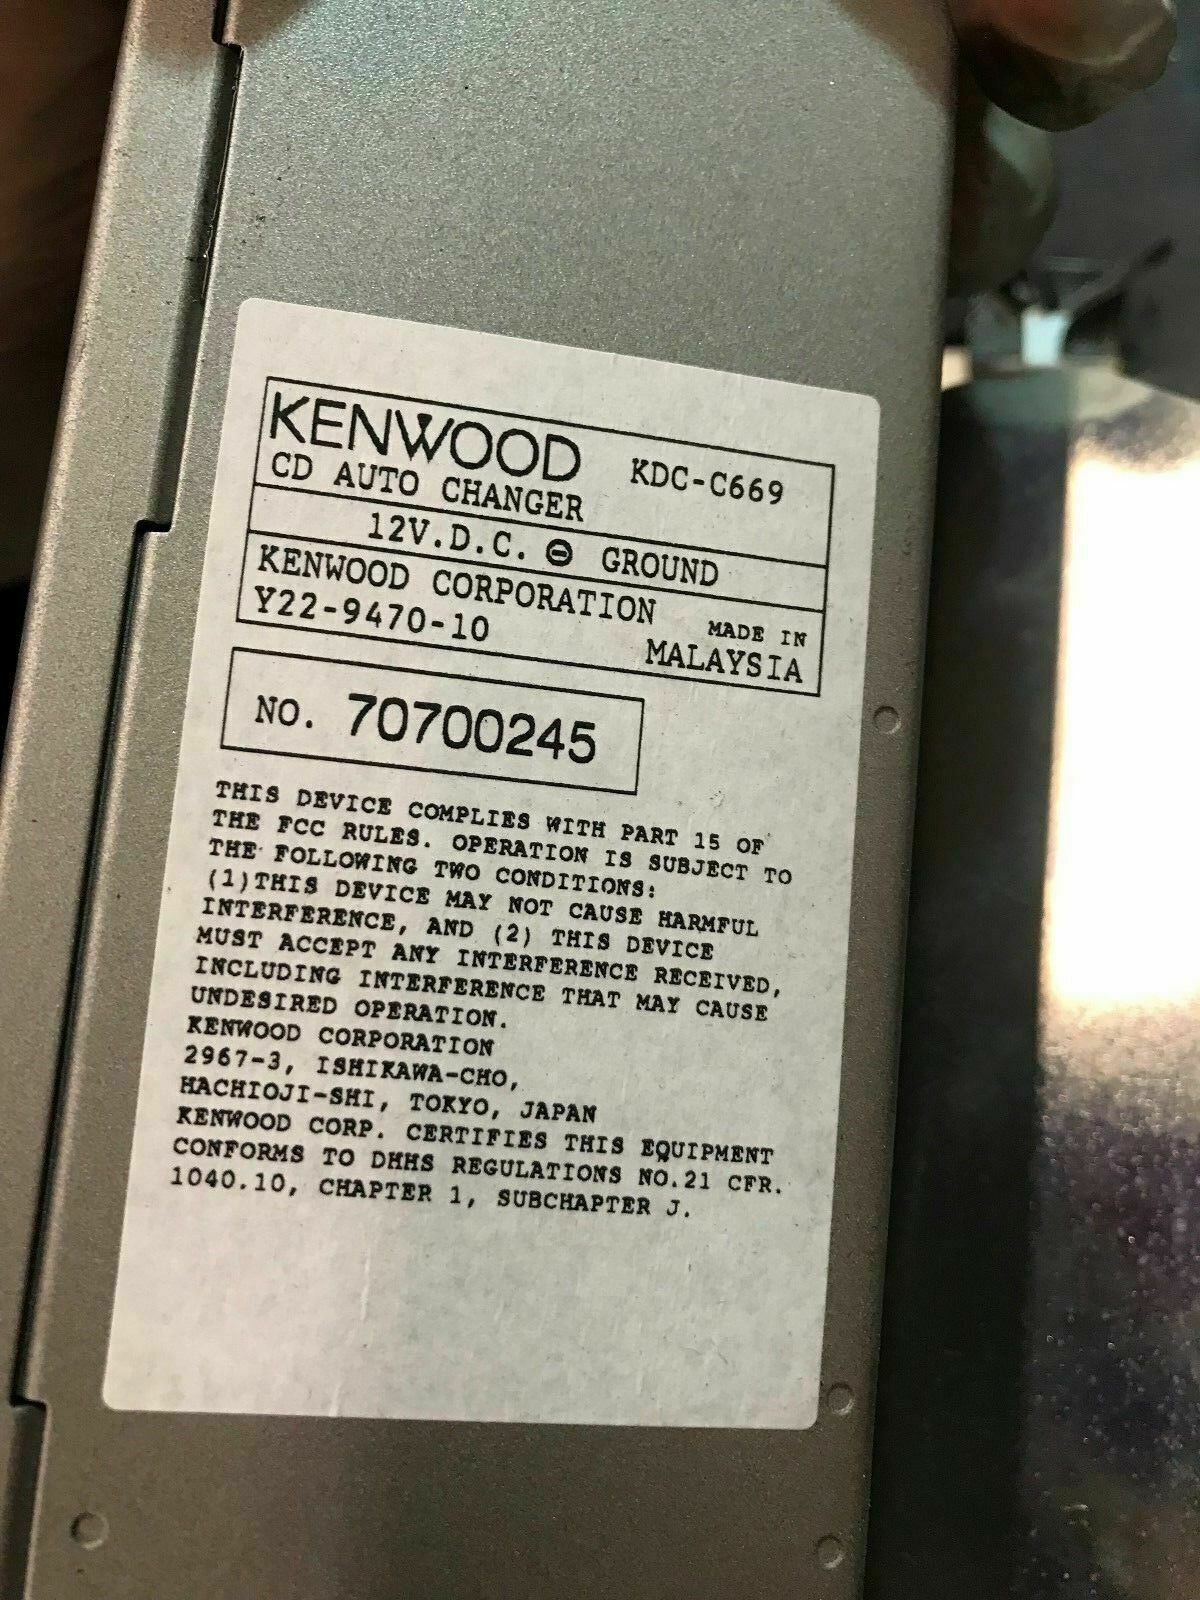 KENWOOD KDC-C669
CD AUTO CHANGER
12V.D.C. ⊖ GROUND
KENWOOD CORPORATION
MADE IN
Y22-9470-10
MALAYSIA
NO. 70700245
THIS DEVICE COMPLIES WITH PART 15 OF
THE FCC RULES. OPERATION IS SUBJECT TO
THE FOLLOWING TWO CONDITIONS:
(1)THIS DEVICE MAY NOT CAUSE HARMFUL
INTERFERENCE, AND (2) THIS DEVICE
MUST ACCEPT ANY INTERFERENCE RECEIVED,
INCLUDING INTERFERENCE THAT MAY CAUSE
UNDESIRED OPERATION.
KENWOOD CORPORATION
2967-3, ISHIKAWA-CHO,
HACHIOJI-SHI, TOKYO, JAPAN
KENWOOD CORP. CERTIFIES THIS EQUIPMENT
CONFORMS TO DHHS REGULATIONS NO.21 CFR.
1040.10, CHAPTER 1, SUBCHAPTER J.